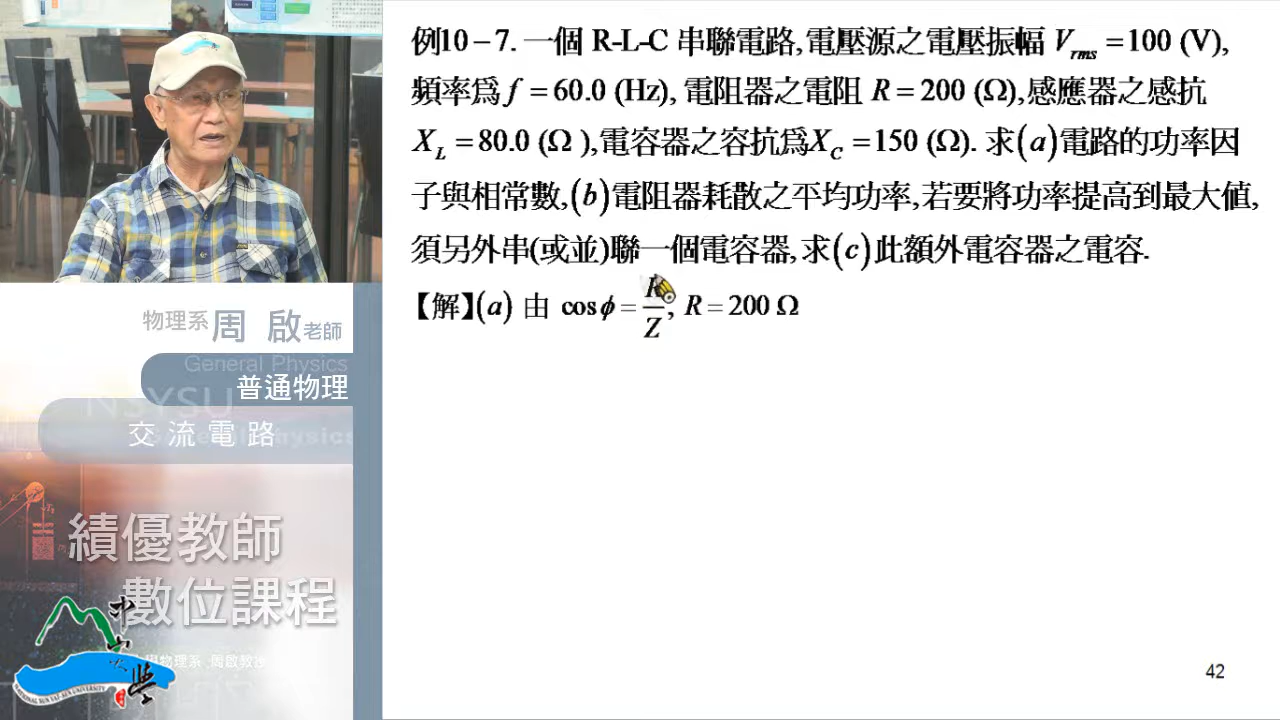 例10-7. 一個 R-L-C 串聯電路,電壓源之電壓振幅 V_rms = 100 (V),
頻率爲 f = 60.0 (Hz), 電阻器之電阻 R = 200 (Ω),感應器之感抗
X_L = 80.0 (Ω ),電容器之容抗爲X_C = 150 (Ω). 求(a)電路的功率因
子與相常數,(b)電阻器耗散之平均功率,若要將功率提高到最大値,
須另外串(或並)聯一個電容器,求(c)此額外電容器之電容.
【解】(a) 由 cosϕ = R/Z, R = 200 Ω
物理系 周 啟 老師
General Physics
普通物理
NSYSU
交流電路
績優教師
數位課程
42